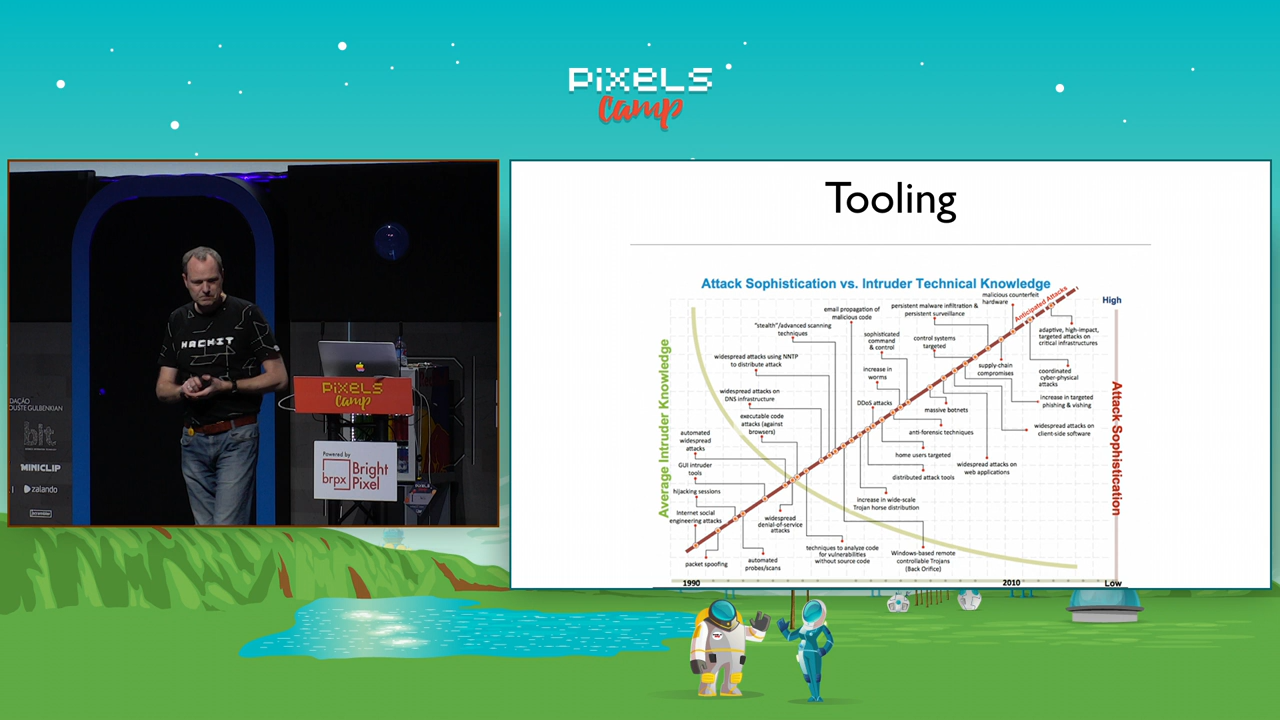 PiXELS
Camp
HACKIT
DAÇÃO
OUSTE GULBENKIAN
bit
MINICLIP
zalando
PiXELS
Camp
Powered by
brpx
Bright
Pixel
Tooling
Attack Sophistication vs. Intruder Technical Knowledge
High
Average Intruder Knowledge
Attack Sophistication
Anticipated Attacks
malicious counterfeit
hardware
persistent malware infiltration &
persistent surveillance
email propagation of
malicious code
"stealth"/advanced scanning
techniques
sophisticated
command
& control
control systems
targeted
adaptive, high-impact,
targeted attacks on
critical infrastructures
widespread attacks using NNTP
to distribute attack
increase in
worms
supply-chain
compromises
coordinated
cyber-physical
attacks
widespread attacks on
DNS infrastructure
DDoS attacks
massive botnets
increase in targeted
phishing & vishing
executable code
attacks (against
browsers)
anti-forensic techniques
widespread attacks on
client-side software
automated
widespread
attacks
home users targeted
GUI intruder
tools
widespread attacks on
web applications
distributed attack tools
hijacking sessions
increase in wide-scale
Trojan horse distribution
Internet social
engineering attacks
widespread
denial-of-service
attacks
techniques to analyze code
for vulnerabilities
without source code
Windows-based remote
controllable Trojans
(Back Orifice)
packet spoofing
automated
probes/scans
1990
2010
Low